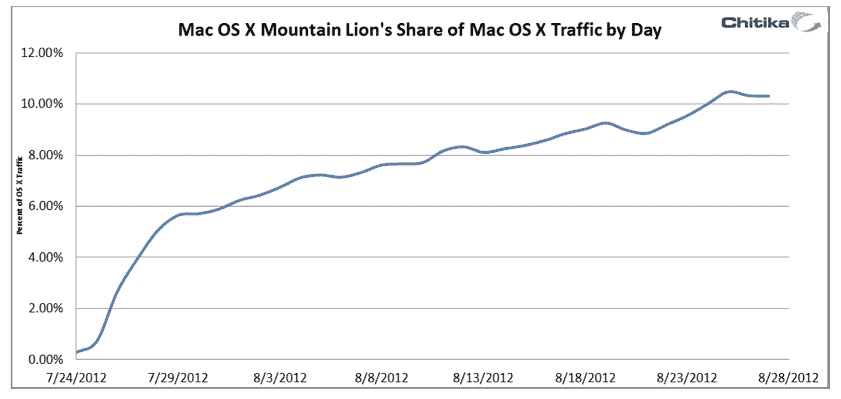 Mac OS X Mountain Lion's Share of Mac OS X Traffic by Day
Chitika
12.00%
10.00%
8.00%
6.00%
4.00%
2.00%
0.00%
Percent of OS X Traffic
7/24/2012 7/29/2012 8/3/2012 8/8/2012 8/13/2012 8/18/2012 8/23/2012 8/28/2012